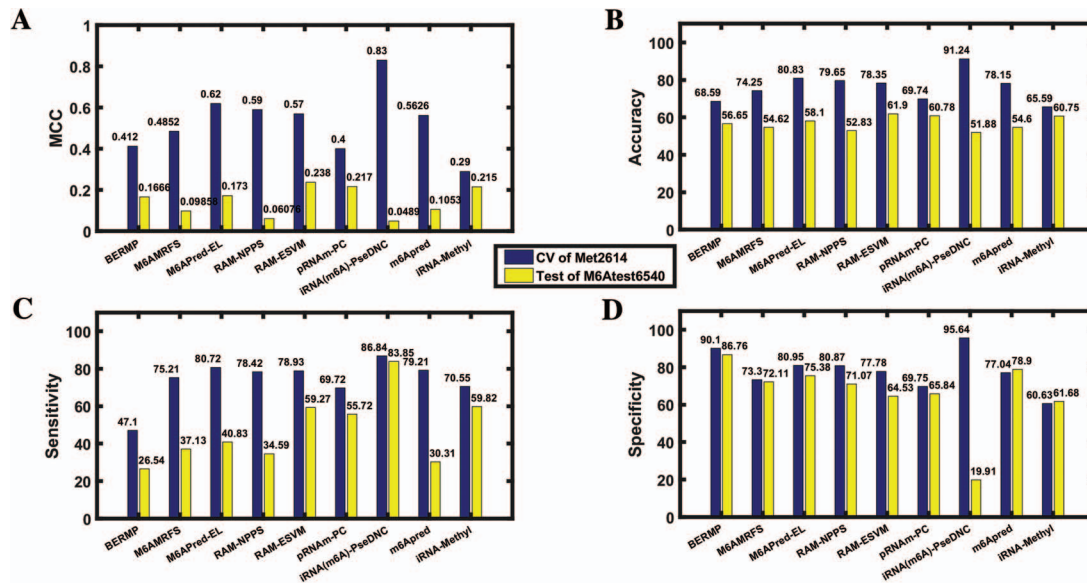 A
MCC
1
0.8
0.6
0.4
0.2
0
0.412
0.1666
0.4852
0.09858
0.62
0.173
0.59
0.06076
0.57
0.238
0.4
0.217
0.83
0.0489
0.5626
0.1053
0.29
0.215
BERMP
M6AMRFS
M6APred-EL
RAM-NPPS
RAM-ESVM
pRNAm-PC
iRNA(m6A)-PseDNC
m6Apred
iRNA-Methyl
B
Accuracy
100
80
60
40
20
0
68.59
56.65
74.25
54.62
80.83
58.1
79.65
52.83
78.35
61.9
69.74
60.78
91.24
51.88
78.15
54.6
65.59
60.75
BERMP
M6AMRFS
M6APred-EL
RAM-NPPS
RAM-ESVM
pRNAm-PC
iRNA(m6A)-PseDNC
m6Apred
iRNA-Methyl
CV of Met2614
Test of M6Atest6540
C
Sensitivity
100
80
60
40
20
0
47.1
26.54
75.21
37.13
80.72
40.83
78.42
34.59
78.93
59.27
69.72
55.72
86.84
83.85
79.21
30.31
70.55
59.82
BERMP
M6AMRFS
M6APred-EL
RAM-NPPS
RAM-ESVM
pRNAm-PC
iRNA(m6A)-PseDNC
m6Apred
iRNA-Methyl
D
Specificity
100
80
60
40
20
0
90.1
86.76
73.3
72.11
80.95
75.38
80.87
71.07
77.78
64.53
69.75
65.84
95.64
19.91
77.04
78.9
60.63
61.68
BERMP
M6AMRFS
M6APred-EL
RAM-NPPS
RAM-ESVM
pRNAm-PC
iRNA(m6A)-PseDNC
m6Apred
iRNA-Methyl